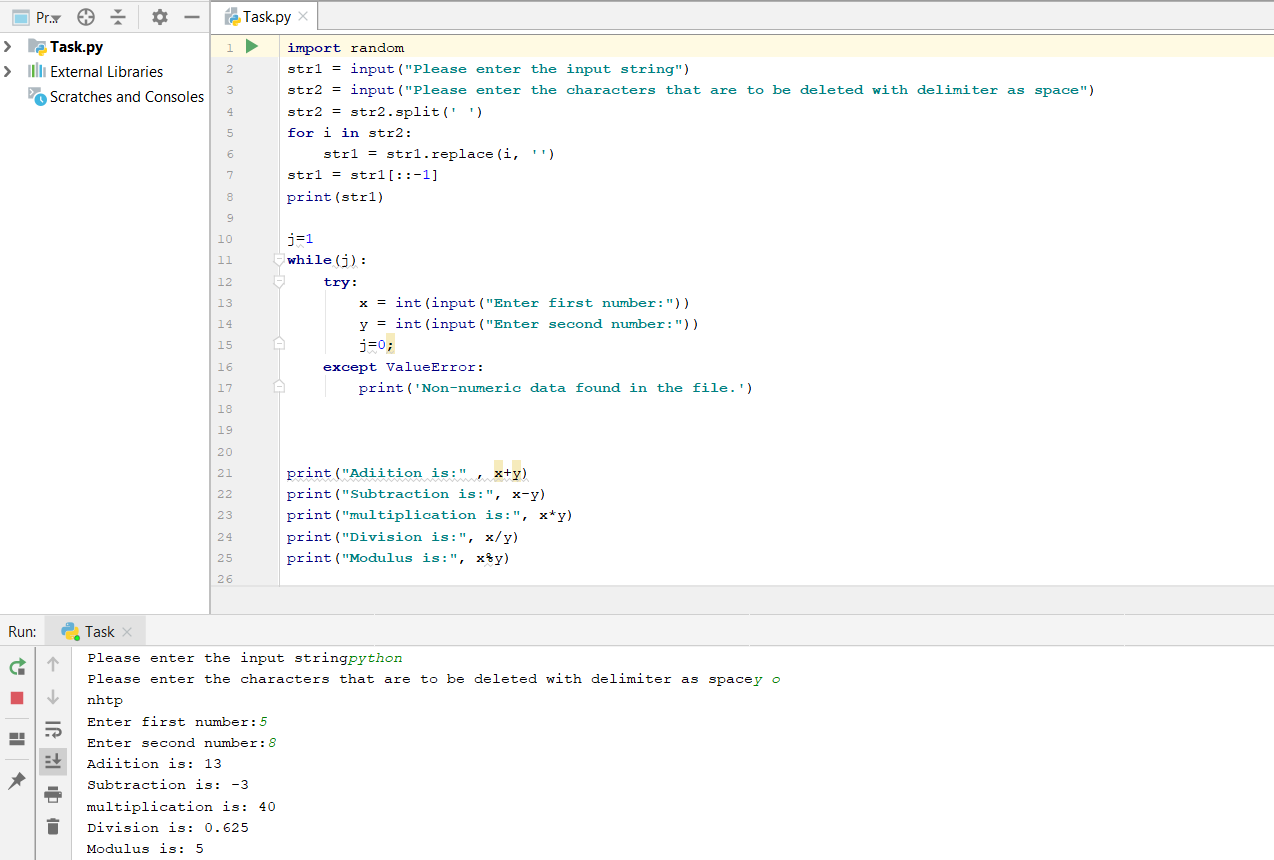 Pr...
Task.py
Task.py
External Libraries
Scratches and Consoles
1 import random
2 str1 = input("Please enter the input string")
3 str2 = input("Please enter the characters that are to be deleted with delimiter as space")
4 str2 = str2.split(' ')
5 for i in str2:
6     str1 = str1.replace(i, '')
7 str1 = str1[::-1]
8 print(str1)
9
10 j=1
11 while(j):
12     try:
13         x = int(input("Enter first number:"))
14         y = int(input("Enter second number:"))
15         j=0;
16     except ValueError:
17         print('Non-numeric data found in the file.')
18
19
20
21 print("Adiition is:" , x+y)
22 print("Subtraction is:", x-y)
23 print("multiplication is:", x*y)
24 print("Division is:", x/y)
25 print("Modulus is:", x%y)
26
Run: Task
Please enter the input stringpython
Please enter the characters that are to be deleted with delimiter as spacey o
nhtp
Enter first number:5
Enter second number:8
Adiition is: 13
Subtraction is: -3
multiplication is: 40
Division is: 0.625
Modulus is: 5